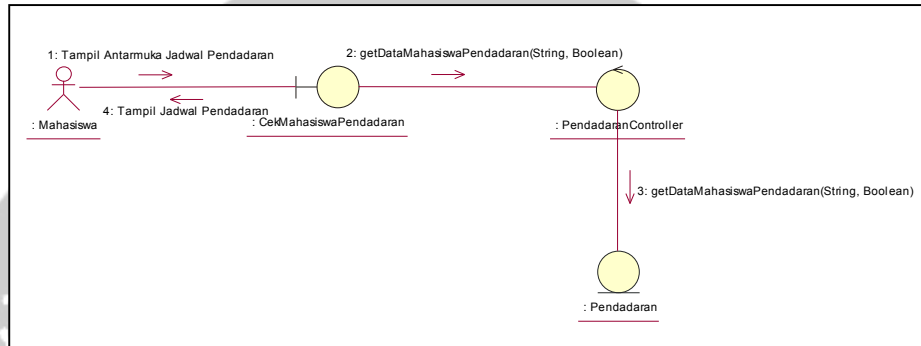 1: Tampil Antarmuka Jadwal Pendadaran
2: getDataMahasiswaPendadaran(String, Boolean)
4: Tampil Jadwal Pendadaran
: Mahasiswa
: CekMahasiswaPendadaran
: PendadaranController
3: getDataMahasiswaPendadaran(String, Boolean)
: Pendadaran